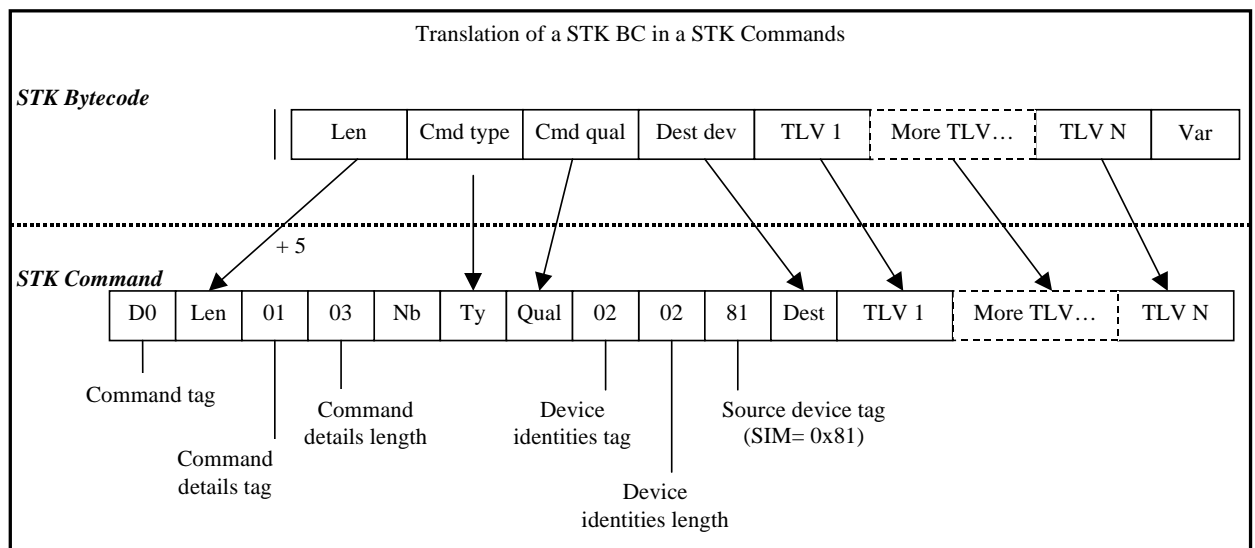 Translation of a STK BC in a STK Commands
STK Bytecode
Len Cmd type Cmd qual Dest dev TLV 1 More TLV… TLV N Var
+ 5
STK Command
D0 Len 01 03 Nb Ty Qual 02 02 81 Dest TLV 1 More TLV… TLV N
Command tag
Command
details tag
Command
details length
Device
identities tag
Device
identities length
Source device tag
(SIM= 0x81)